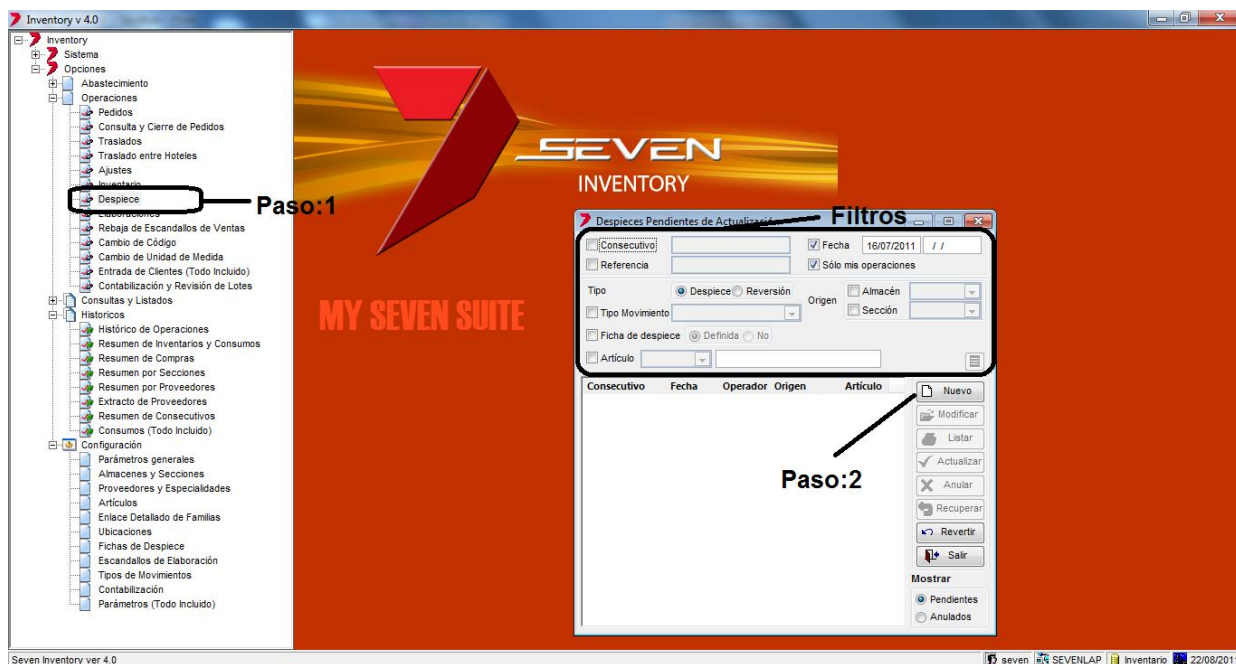 Inventory v 4.0
Inventory
Sistema
Opciones
Abastecimiento
Operaciones
Pedidos
Consulta y Cierre de Pedidos
Traslados
Traslado entre Hoteles
Ajustes
Inventario
Despiece
Elaboraciones
Rebaja de Escandallos de Ventas
Cambio de Código
Cambio de Unidad de Medida
Entrada de Clientes (Todo Incluido)
Contabilización y Revisión de Lotes
Consultas y Listados
Historicos
Histórico de Operaciones
Resumen de Inventarios y Consumos
Resumen de Compras
Resumen por Secciones
Resumen por Proveedores
Extracto de Proveedores
Resumen de Consecutivos
Consumos (Todo Incluido)
Configuración
Parámetros generales
Almacenes y Secciones
Proveedores y Especialidades
Artículos
Enlace Detallado de Familias
Ubicaciones
Fichas de Despiece
Escandallos de Elaboración
Tipos de Movimientos
Contabilización
Parámetros (Todo Incluido)
Paso:1
SEVEN
INVENTORY
MY SEVEN SUITE
Despieces Pendientes de Actualización
Filtros
Consecutivo Fecha 16/07/2011 / /
Referencia Sólo mis operaciones
Tipo Despiece Reversión Origen Almacén
Tipo Movimiento Sección
Ficha de despiece Definida No
Artículo
Consecutivo Fecha Operador Origen Artículo
Nuevo
Modificar
Listar
Actualizar
Anular
Recuperar
Revertir
Salir
Mostrar
Pendientes
Anulados
Paso:2
Seven Inventory ver 4.0 seven SEVENLAP Inventario 22/08/201